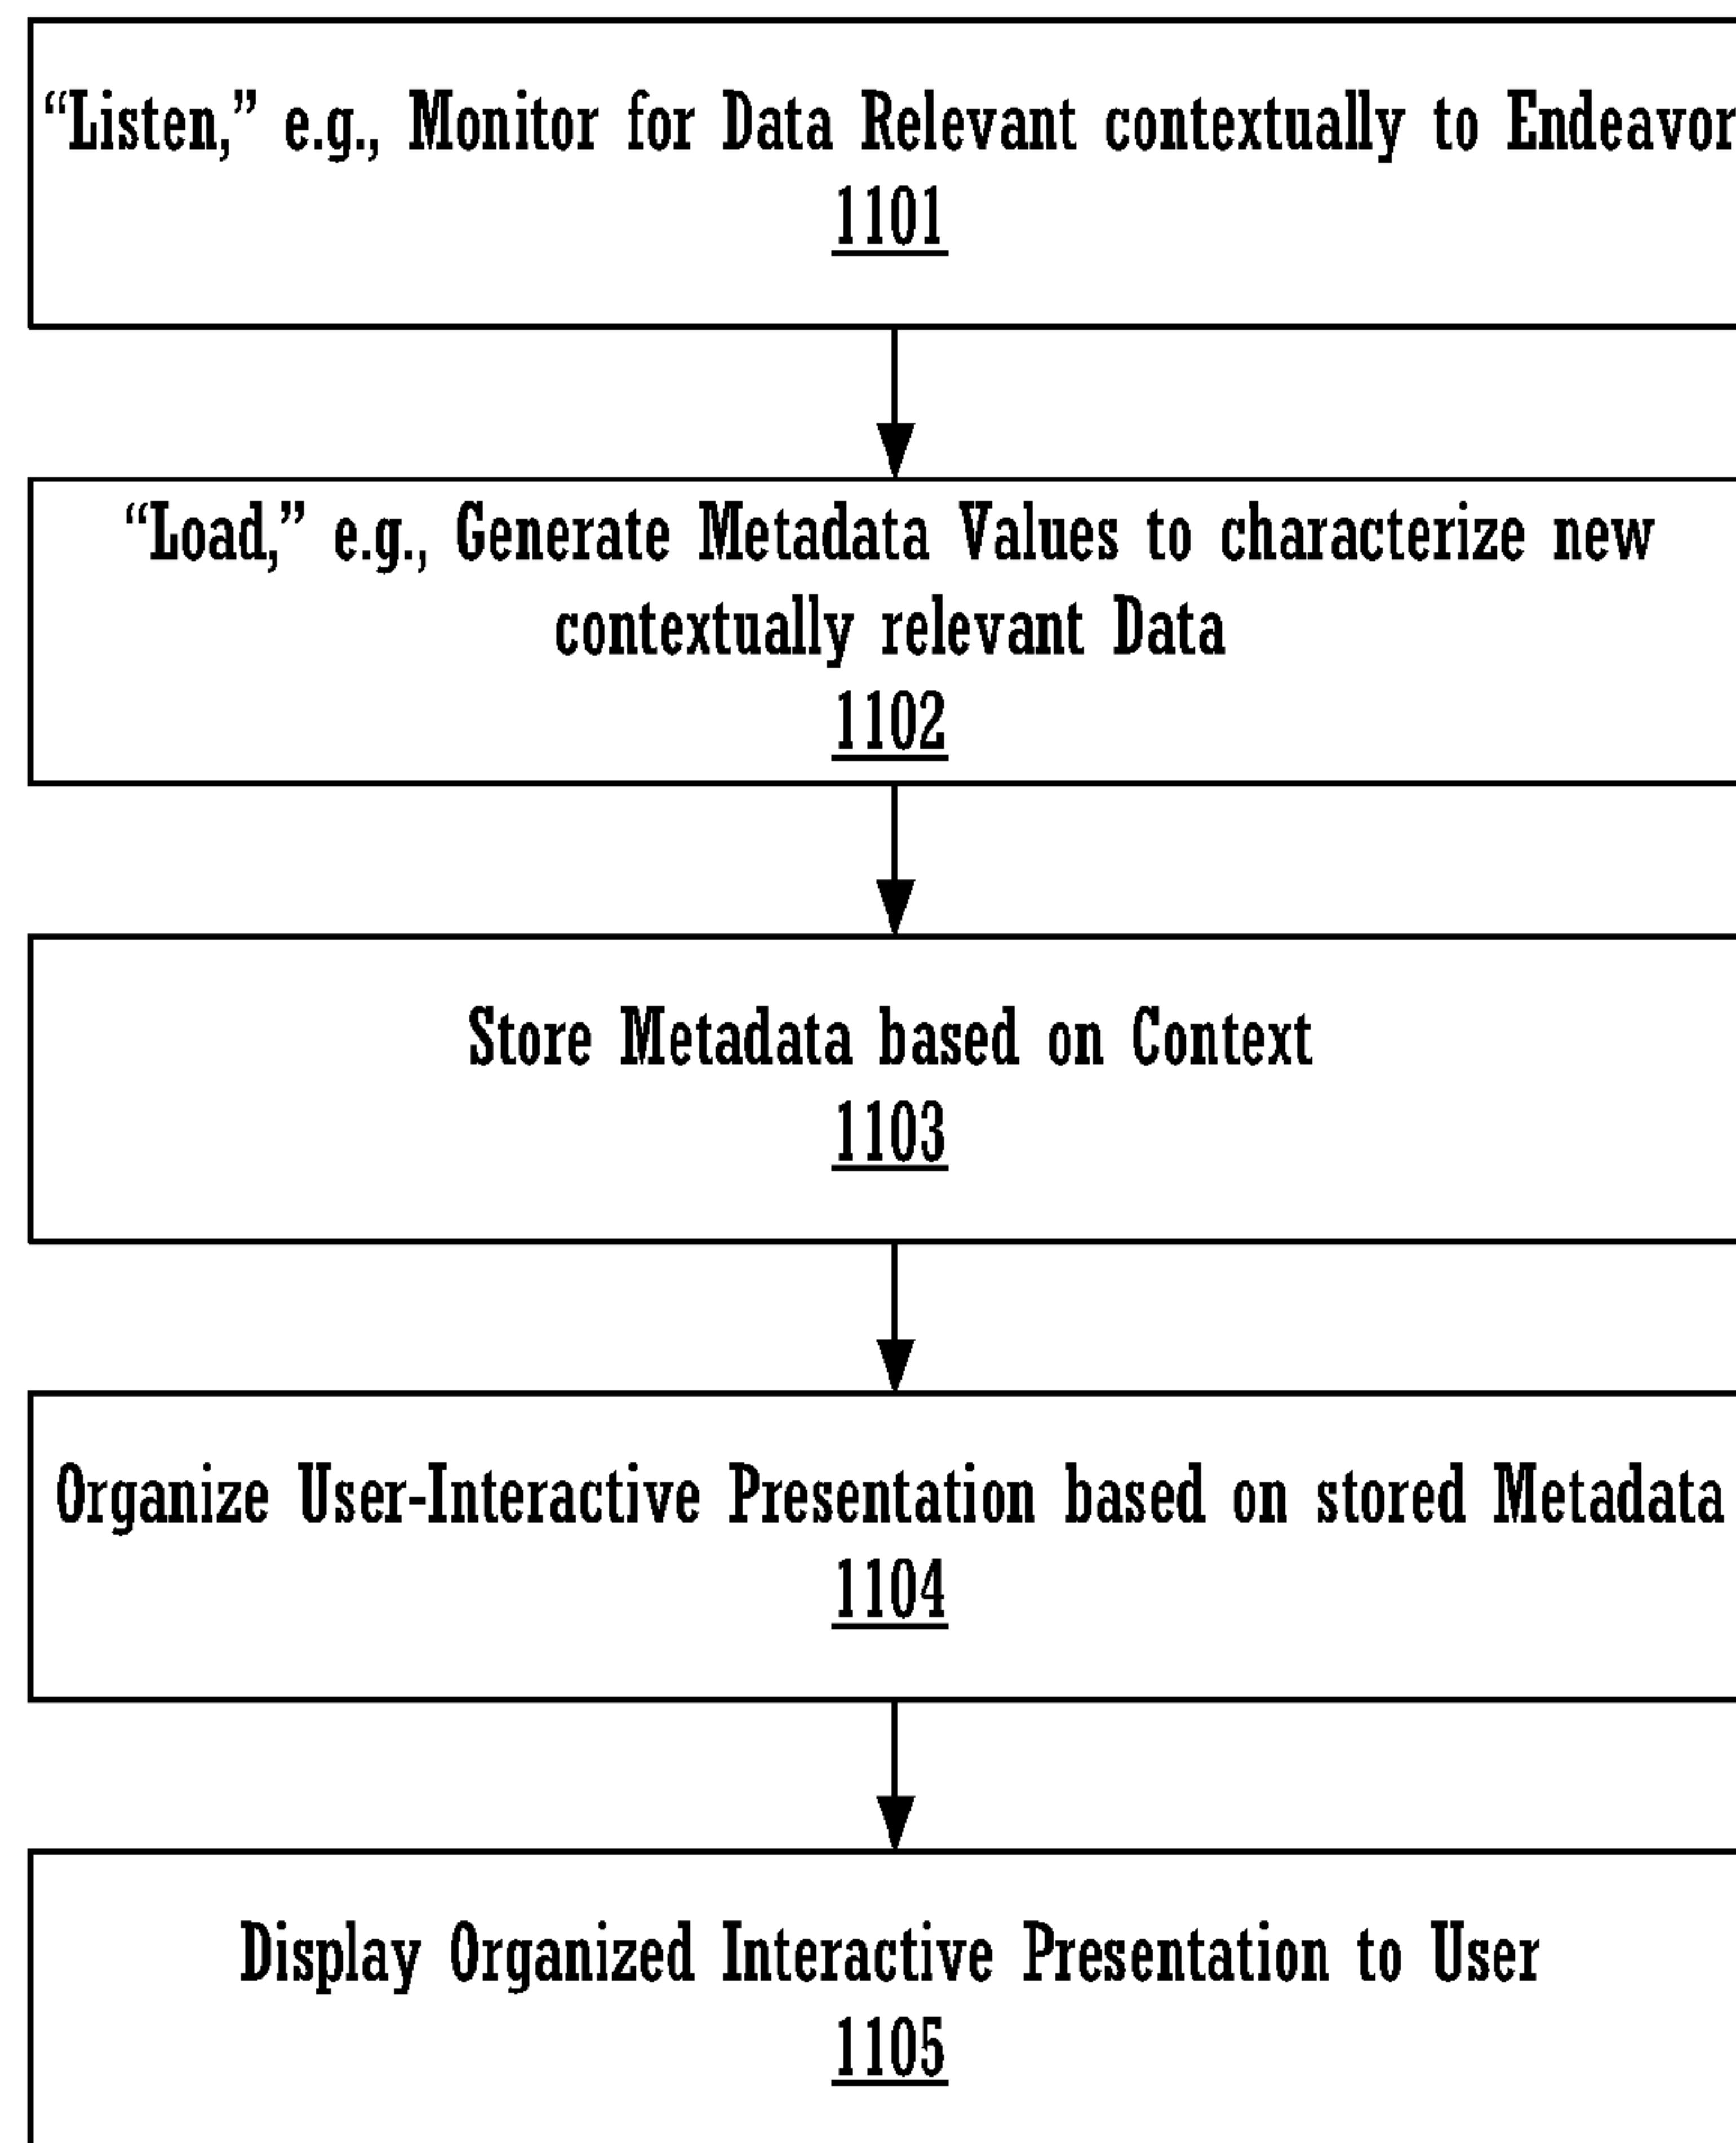 “Listen,” e.g., Monitor for Data Relevant contextually to Endeavor
1101
“Load,” e.g., Generate Metadata Values to characterize new
contextually relevant Data
1102
Store Metadata based on Context
1103
Organize User-Interactive Presentation based on stored Metadata
1104
Display Organized Interactive Presentation to User
1105